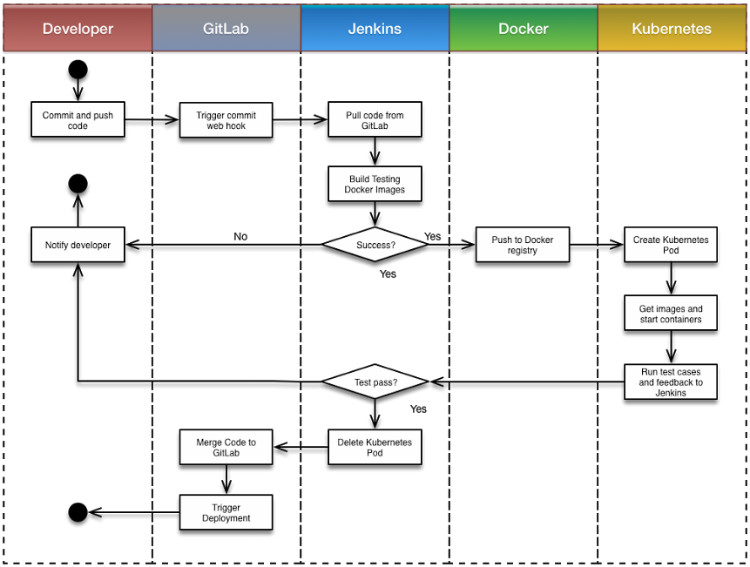 Developer
GitLab
Jenkins
Docker
Kubernetes
Commit and push
code
Trigger commit
web hook
Pull code from
GitLab
Build Testing
Docker Images
Notify developer
No
Success?
Yes
Yes
Push to Docker
registry
Create Kubernetes
Pod
Get images and
start containers
Test pass?
Yes
Run test cases
and feedback to
Jenkins
Merge Code to
GitLab
Delete Kubernetes
Pod
Trigger
Deployment